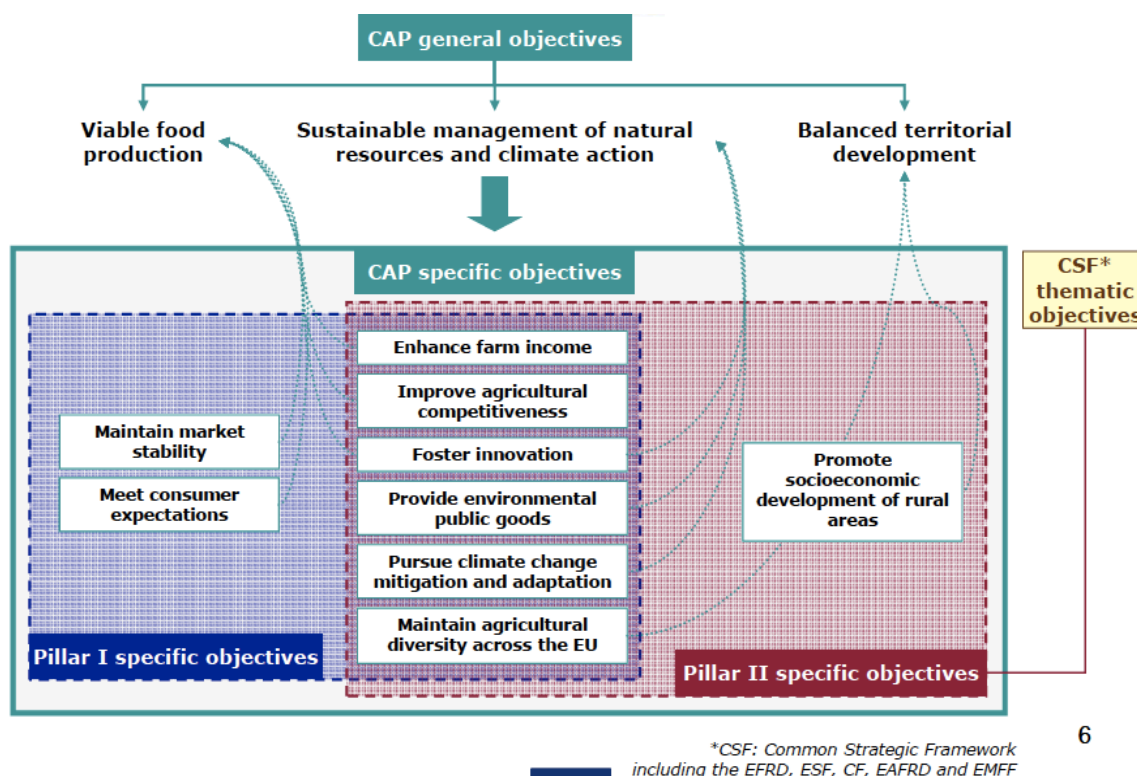 CAP general objectives
Viable food
production
Sustainable management of natural
resources and climate action
Balanced territorial
development
CAP specific objectives
CSF*
thematic
objectives
Enhance farm income
Improve agricultural
competitiveness
Maintain market
stability
Foster innovation
Meet consumer
expectations
Provide environmental
public goods
Promote
socioeconomic
development of rural
areas
Pursue climate change
mitigation and adaptation
Maintain agricultural
diversity across the EU
Pillar I specific objectives
Pillar II specific objectives
6
*CSF: Common Strategic Framework
including the EFRD, ESF, CF, EAFRD and EMFF